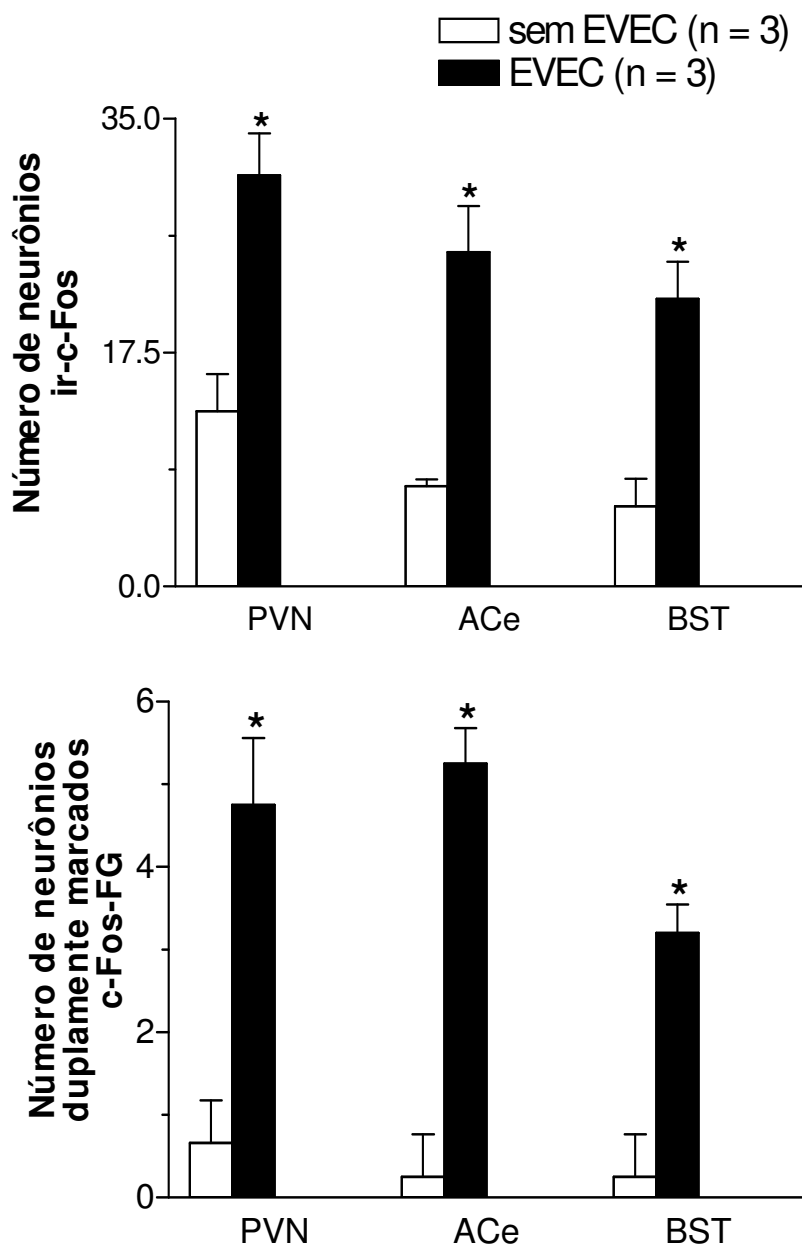 sem EVEC (n = 3)
EVEC (n = 3)
Número de neurônios
ir-c-Fos
35.0
17.5
0.0
*
*
*
PVN
ACe
BST
Número de neurônios
duplamente marcados
c-Fos-FG
6
4
2
0
*
*
*
PVN
ACe
BST